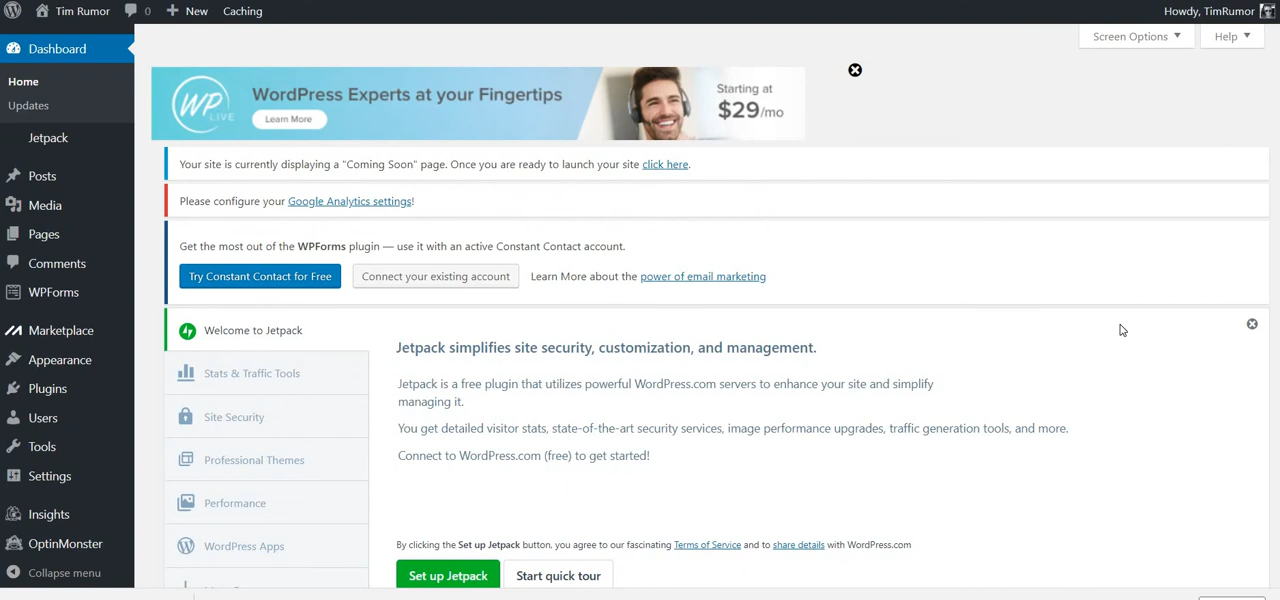 Tim Rumor 0 New Caching Howdy, TimRumor
Dashboard
Home
Updates
Jetpack
Posts
Media
Pages
Comments
WPForms
Marketplace
Appearance
Plugins
Users
Tools
Settings
Insights
OptinMonster
Collapse menu
Screen Options Help
WP
LIVE
WordPress Experts at your Fingertips
Learn More
Starting at
$29/mo
Your site is currently displaying a "Coming Soon" page. Once you are ready to launch your site click here.
Please configure your Google Analytics settings!
Get the most out of the WPForms plugin — use it with an active Constant Contact account.
Try Constant Contact for Free Connect your existing account Learn More about the power of email marketing
Welcome to Jetpack
Stats & Traffic Tools
Site Security
Professional Themes
Performance
WordPress Apps
Jetpack simplifies site security, customization, and management.
Jetpack is a free plugin that utilizes powerful WordPress.com servers to enhance your site and simplify
managing it.
You get detailed visitor stats, state-of-the-art security services, image performance upgrades, traffic generation tools, and more.
Connect to WordPress.com (free) to get started!
By clicking the Set up Jetpack button, you agree to our fascinating Terms of Service and to share details with WordPress.com
Set up Jetpack Start quick tour